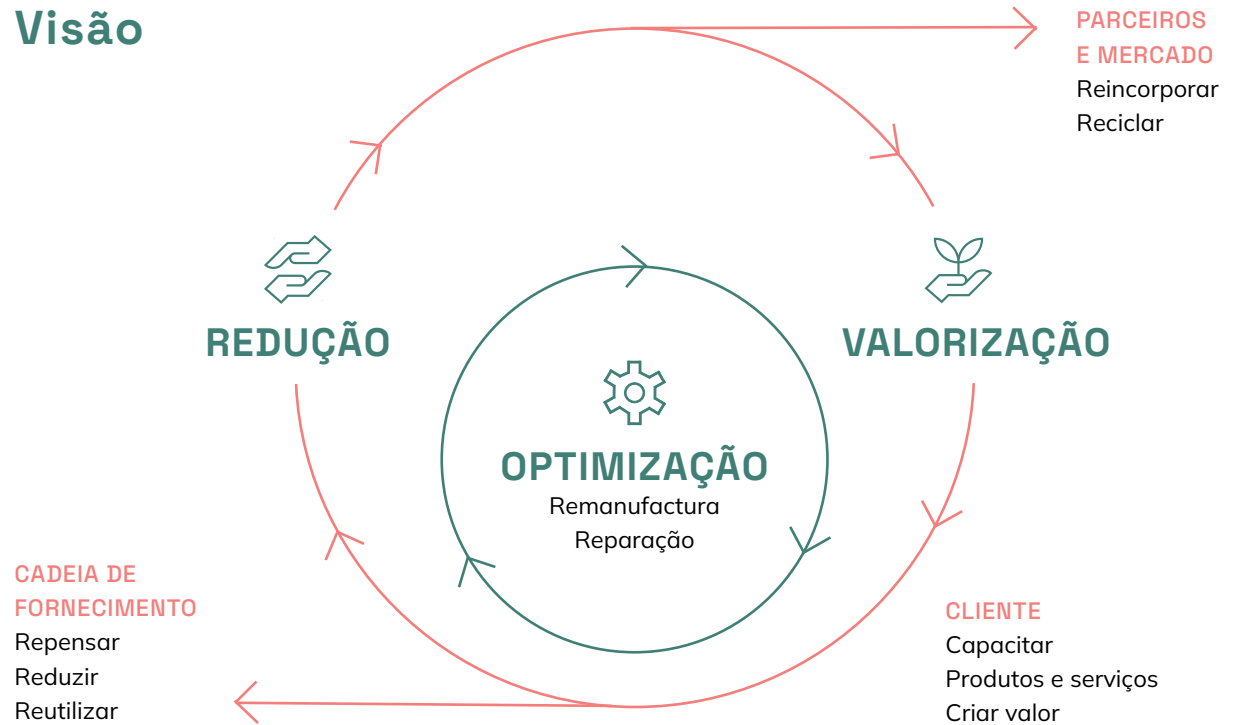 Visão
PARCEIROS
E MERCADO
Reincorporar
Reciclar
REDUÇÃO
VALORIZAÇÃO
OPTIMIZAÇÃO
Remanufactura
Reparação
CADEIA DE
FORNECIMENTO
Repensar
Reduzir
Reutilizar
CLIENTE
Capacitar
Produtos e serviços
Criar valor